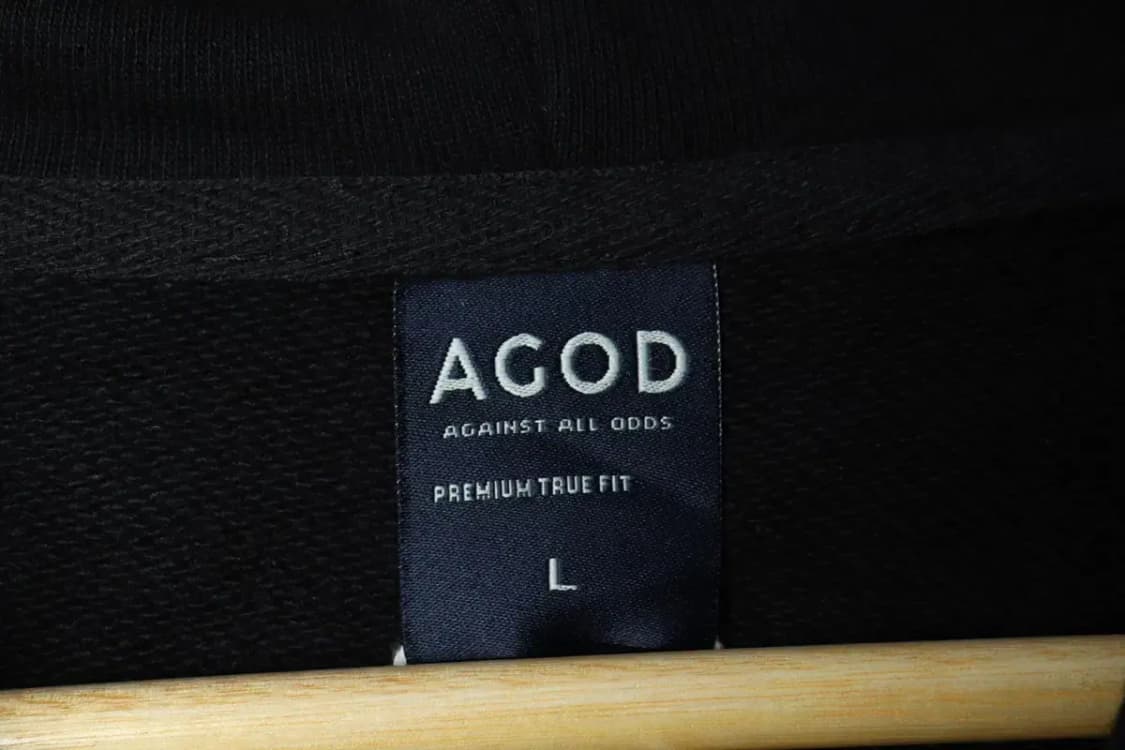 AGOD
AGAINST ALL ODDS
PREMIUM TRUE FIT
L